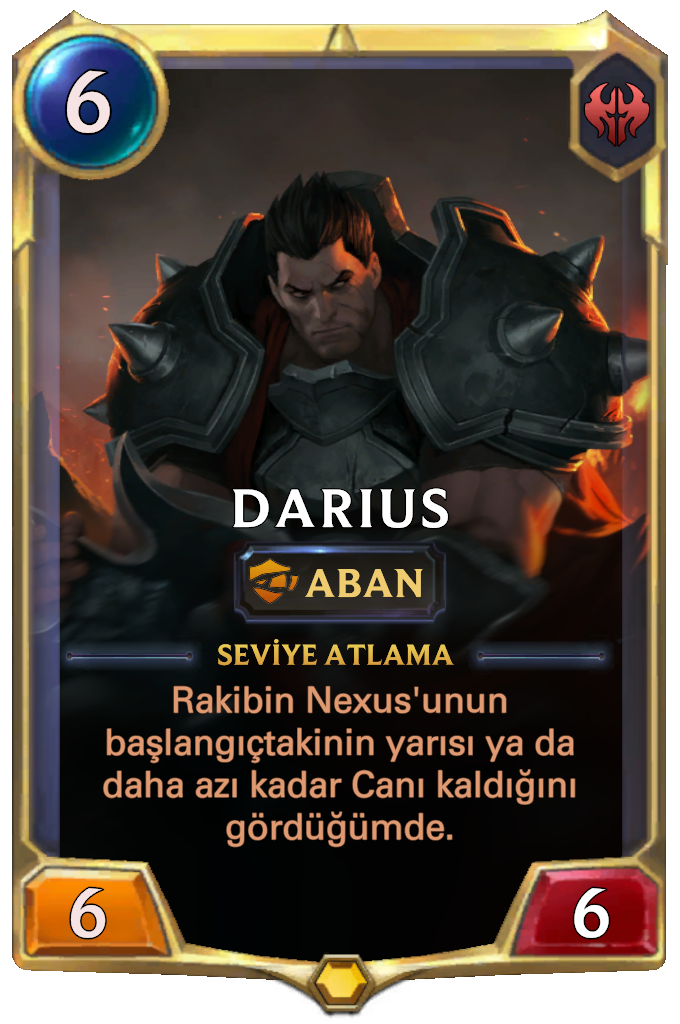 6
DARIUS
ABAN
SEVİYE ATLAMA
Rakibin Nexus'unun
başlangıçtakinin yarısı ya da
daha azı kadar Canı kaldığını
gördüğümde.
6
6